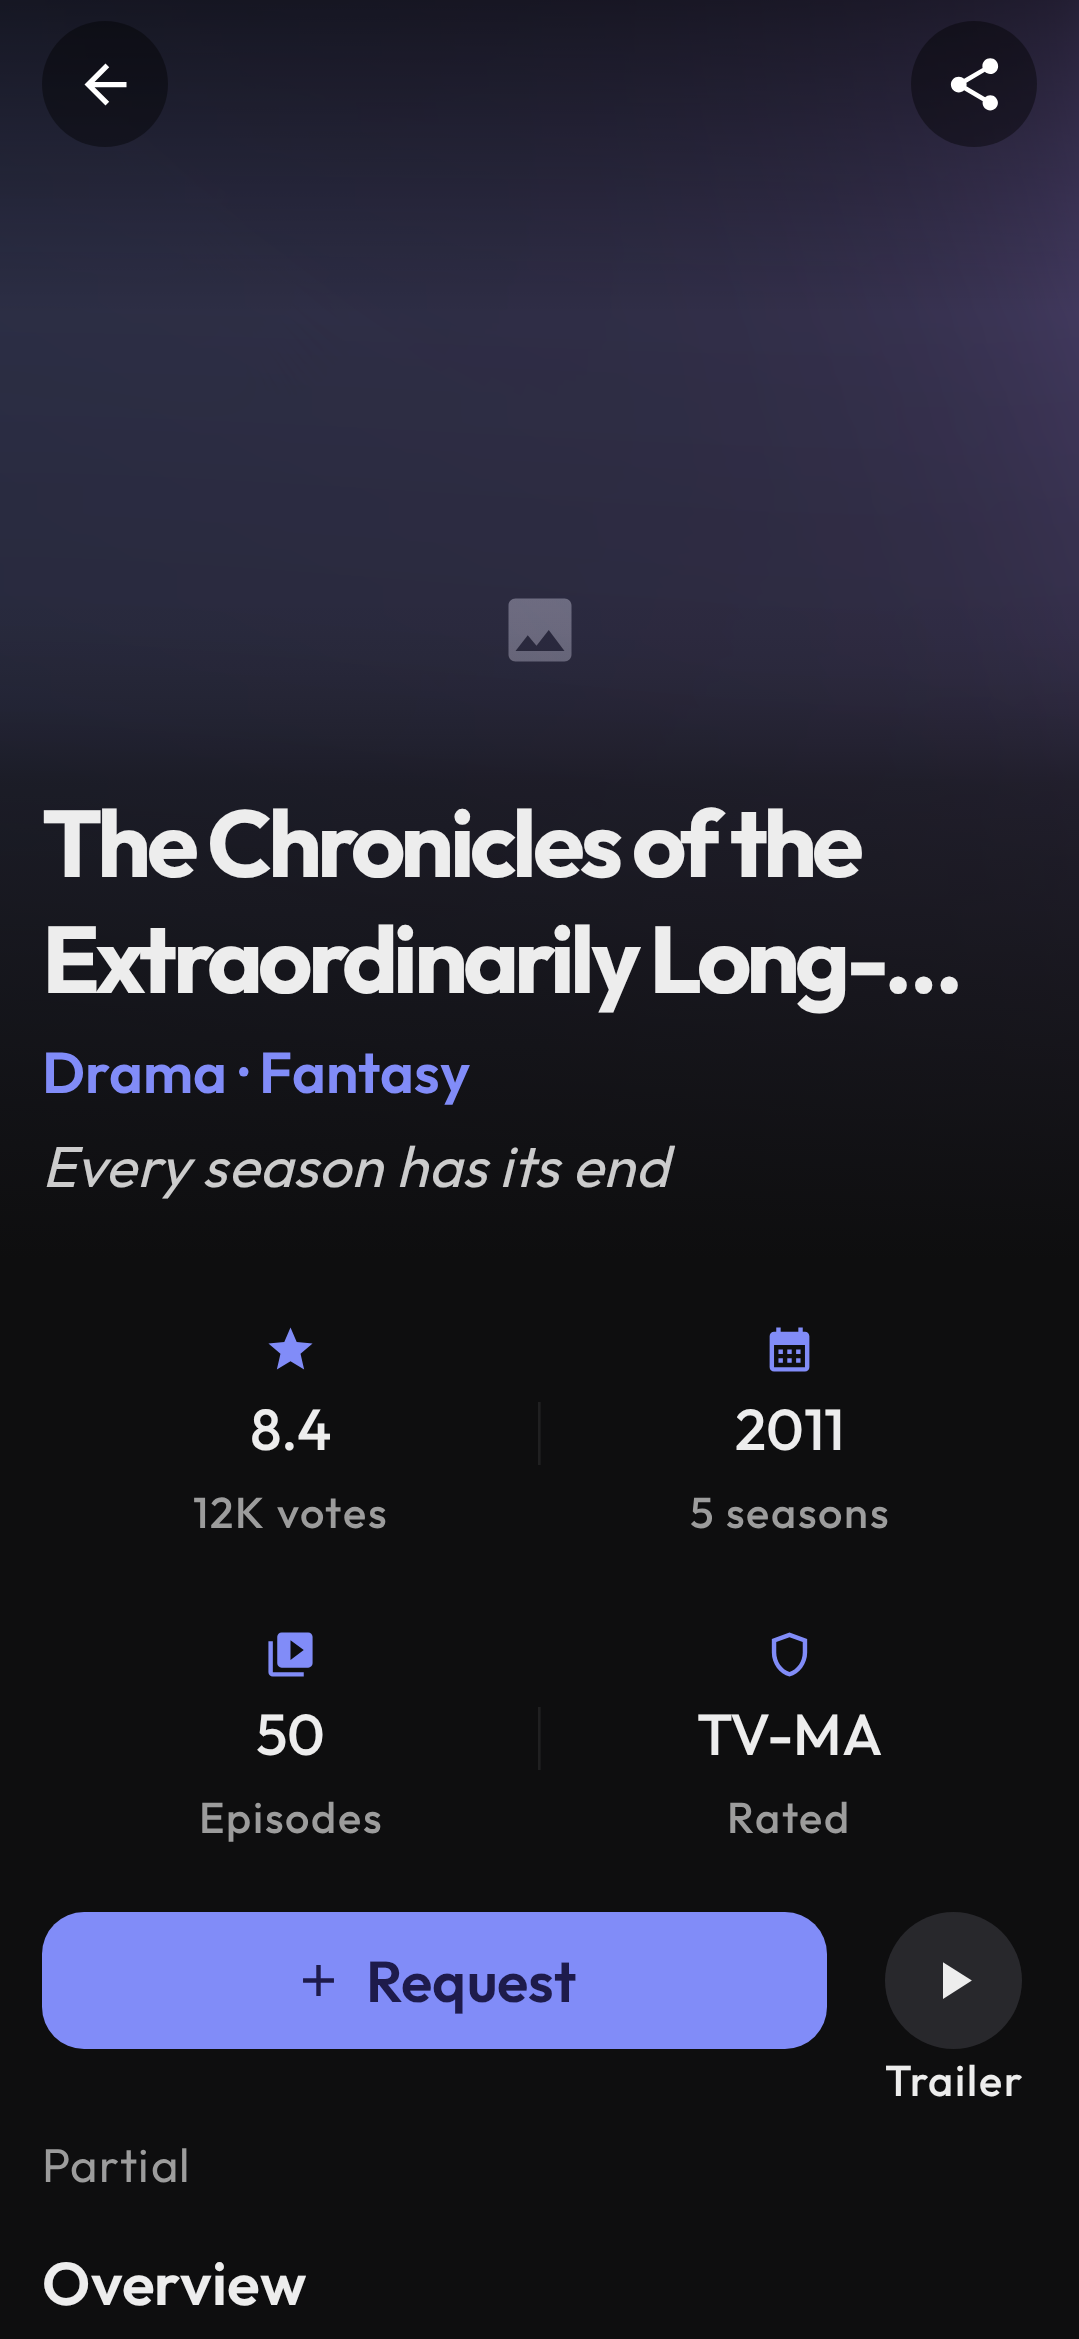 The Chronicles of the
Extraordinarily Long-...
Drama · Fantasy
Every season has its end
8.4
12K votes
2011
5 seasons
50
Episodes
TV-MA
Rated
+ Request
Trailer
Partial
Overview